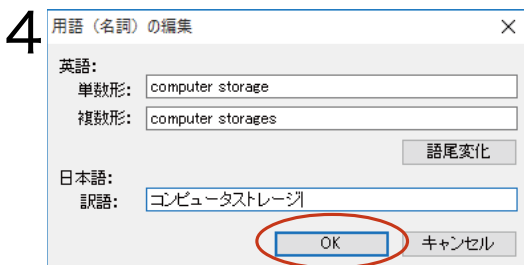 4
用語（名詞）の編集
英語:
単数形: computer storage
複数形: computer storages
語尾変化
日本語:
訳語: コンピュータストレージ
OK キャンセル